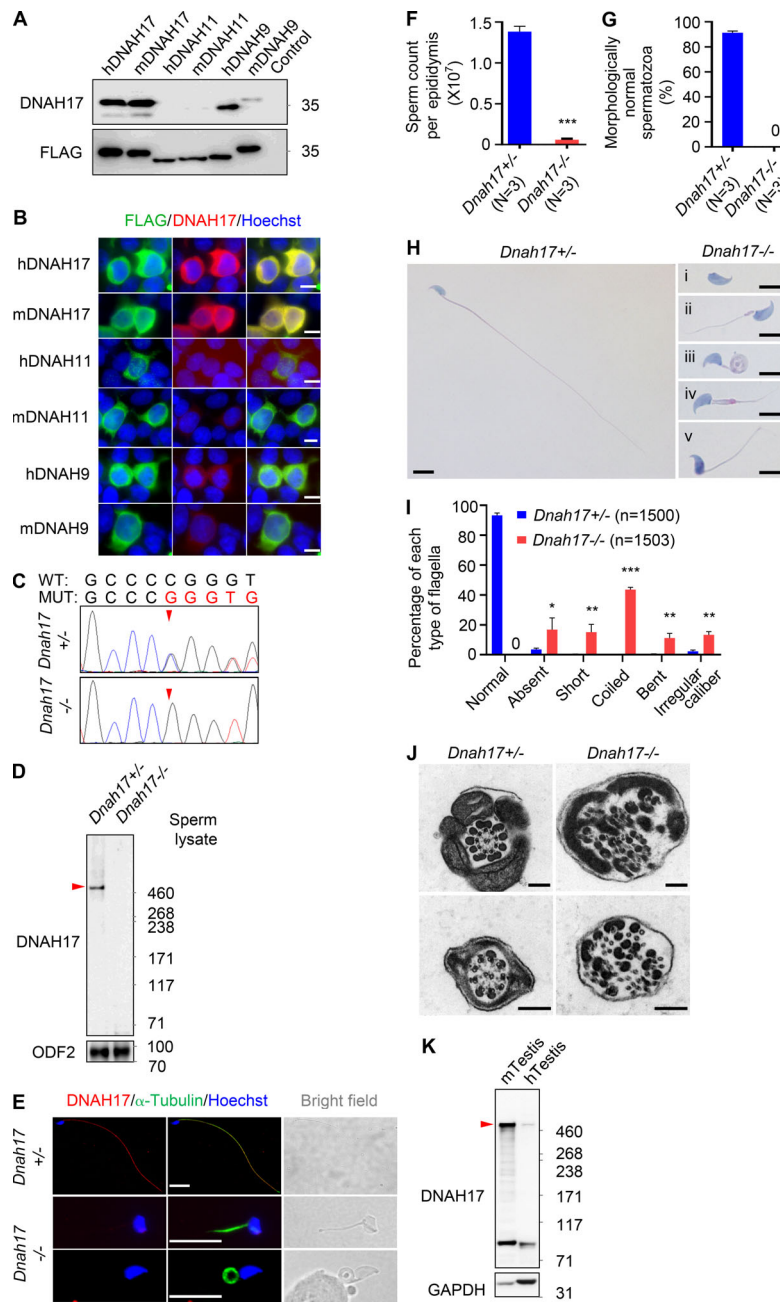 A
hDNAH17
mDNAH17
hDNAH11
mDNAH11
hDNAH9
mDNAH9
Control
DNAH17
35
FLAG
35
B
FLAG/DNAH17/Hoechst
hDNAH17
mDNAH17
hDNAH11
mDNAH11
hDNAH9
mDNAH9
C
WT: G C C C C G G G T
MUT: G C C C G G G T G
Dnah17 +/-
Dnah17 -/-
D
Dnah17+/-
Dnah17-/-
Sperm
lysate
460
268
238
DNAH17
171
117
71
ODF2
100
70
E
DNAH17/α-Tubulin/Hoechst Bright field
Dnah17 +/-
Dnah17 -/-
F
Sperm count
per epididymis
(X10⁷)
1.5
1.0
0.5
0
***
Dnah17+/-
(N=3)
Dnah17-/-
(N=3)
G
Morphologically
normal
spermatozoa
(%)
100
80
60
40
20
0
0
Dnah17+/-
(N=3)
Dnah17-/-
(N=3)
H
Dnah17+/- Dnah17-/-
i
ii
iii
iv
v
I
Percentage of each
type of flagella
100
80
60
40
20
0
Dnah17+/- (n=1500)
Dnah17-/- (n=1503)
0
*
**
***
**
**
Normal
Absent
Short
Coiled
Bent
Irregular
caliber
J
Dnah17+/- Dnah17-/-
K
mTestis
hTestis
460
268
238
DNAH17
171
117
71
GAPDH
31